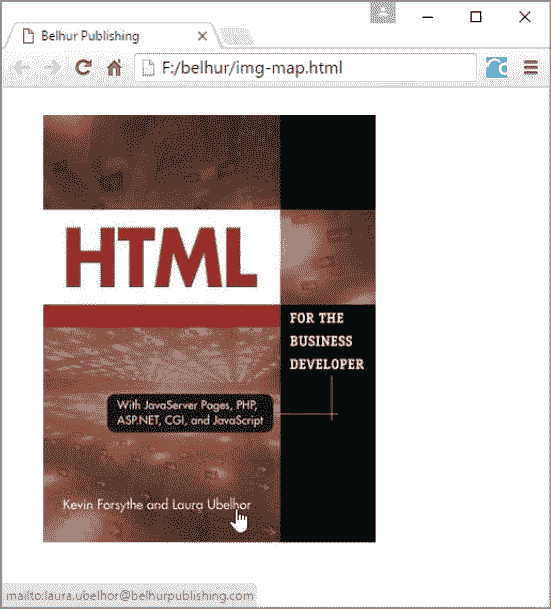 Belhur Publishing
F:/belhur/img-map.html
HTML
FOR THE
BUSINESS
DEVELOPER
With JavaServer Pages, PHP,
ASP.NET, CGI, and JavaScript
Kevin Forsythe and Laura Ubelhor
mailto:laura.ubelhor@belhurpublishing.com